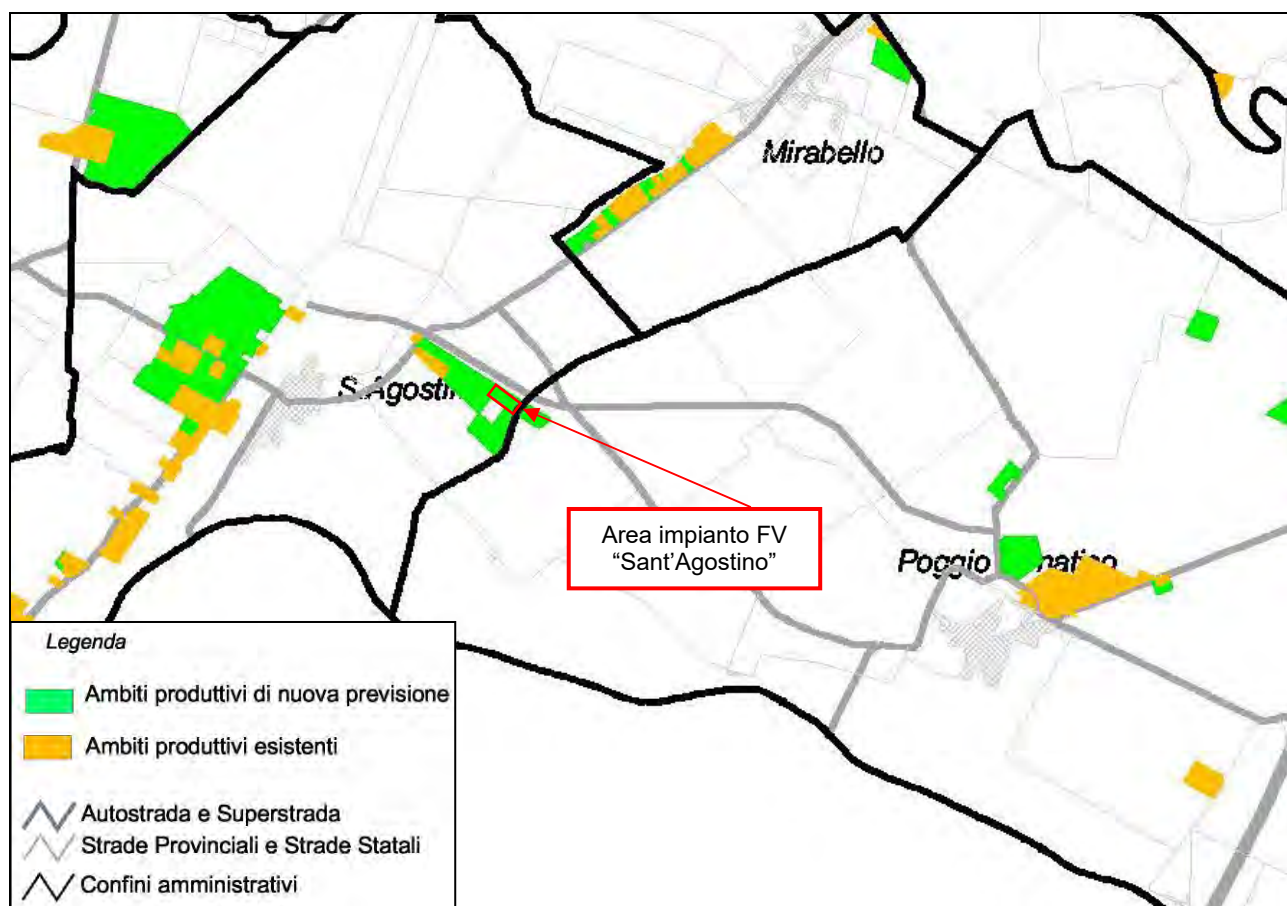 Mirabello
S.Agostin
Area impianto FV
“Sant’Agostino”
Poggio
Legenda
Ambiti produttivi di nuova previsione
Ambiti produttivi esistenti
Autostrada e Superstrada
Strade Provinciali e Strade Statali
Confini amministrativi